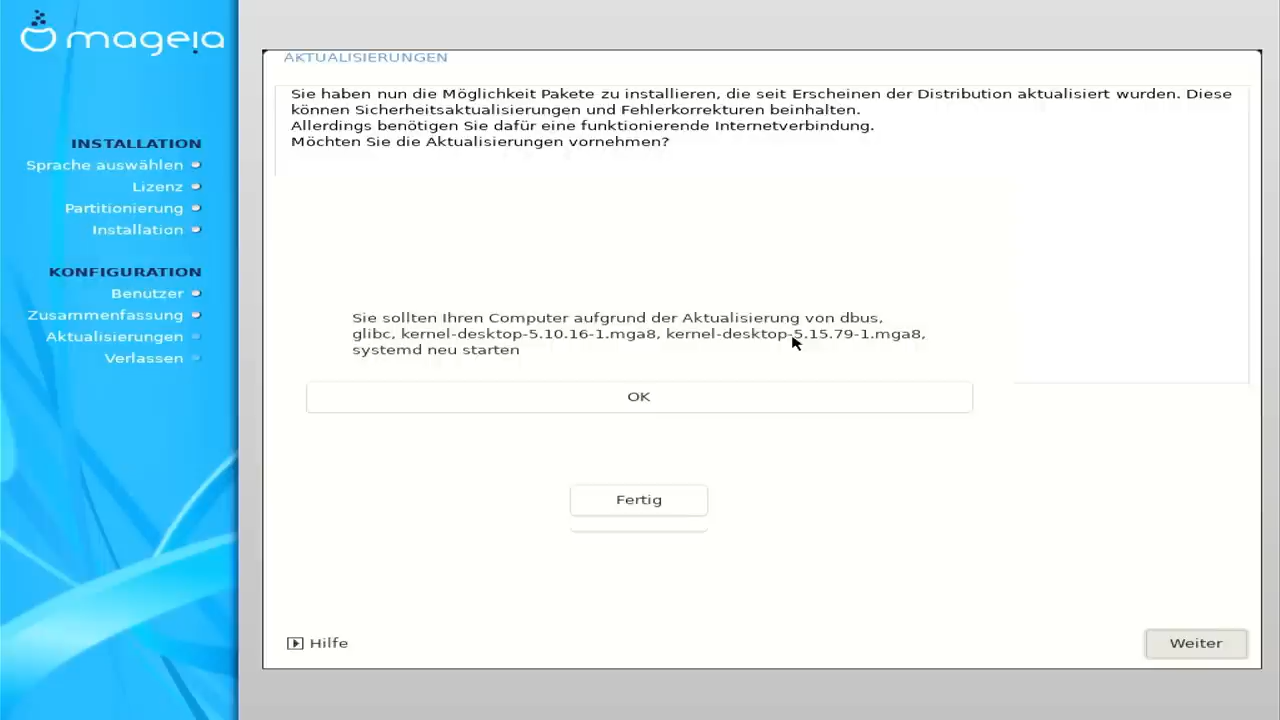 mageia
INSTALLATION
Sprache auswählen
Lizenz
Partitionierung
Installation
KONFIGURATION
Benutzer
Zusammenfassung
Aktualisierungen
Verlassen
AKTUALISIERUNGEN
Sie haben nun die Möglichkeit Pakete zu installieren, die seit Erscheinen der Distribution aktualisiert wurden. Diese
können Sicherheitsaktualisierungen und Fehlerkorrekturen beinhalten.
Allerdings benötigen Sie dafür eine funktionierende Internetverbindung.
Möchten Sie die Aktualisierungen vornehmen?
Sie sollten Ihren Computer aufgrund der Aktualisierung von dbus,
glibc, kernel-desktop-5.10.16-1.mga8, kernel-desktop-5.15.79-1.mga8,
systemd neu starten
OK
Fertig
Hilfe
Weiter